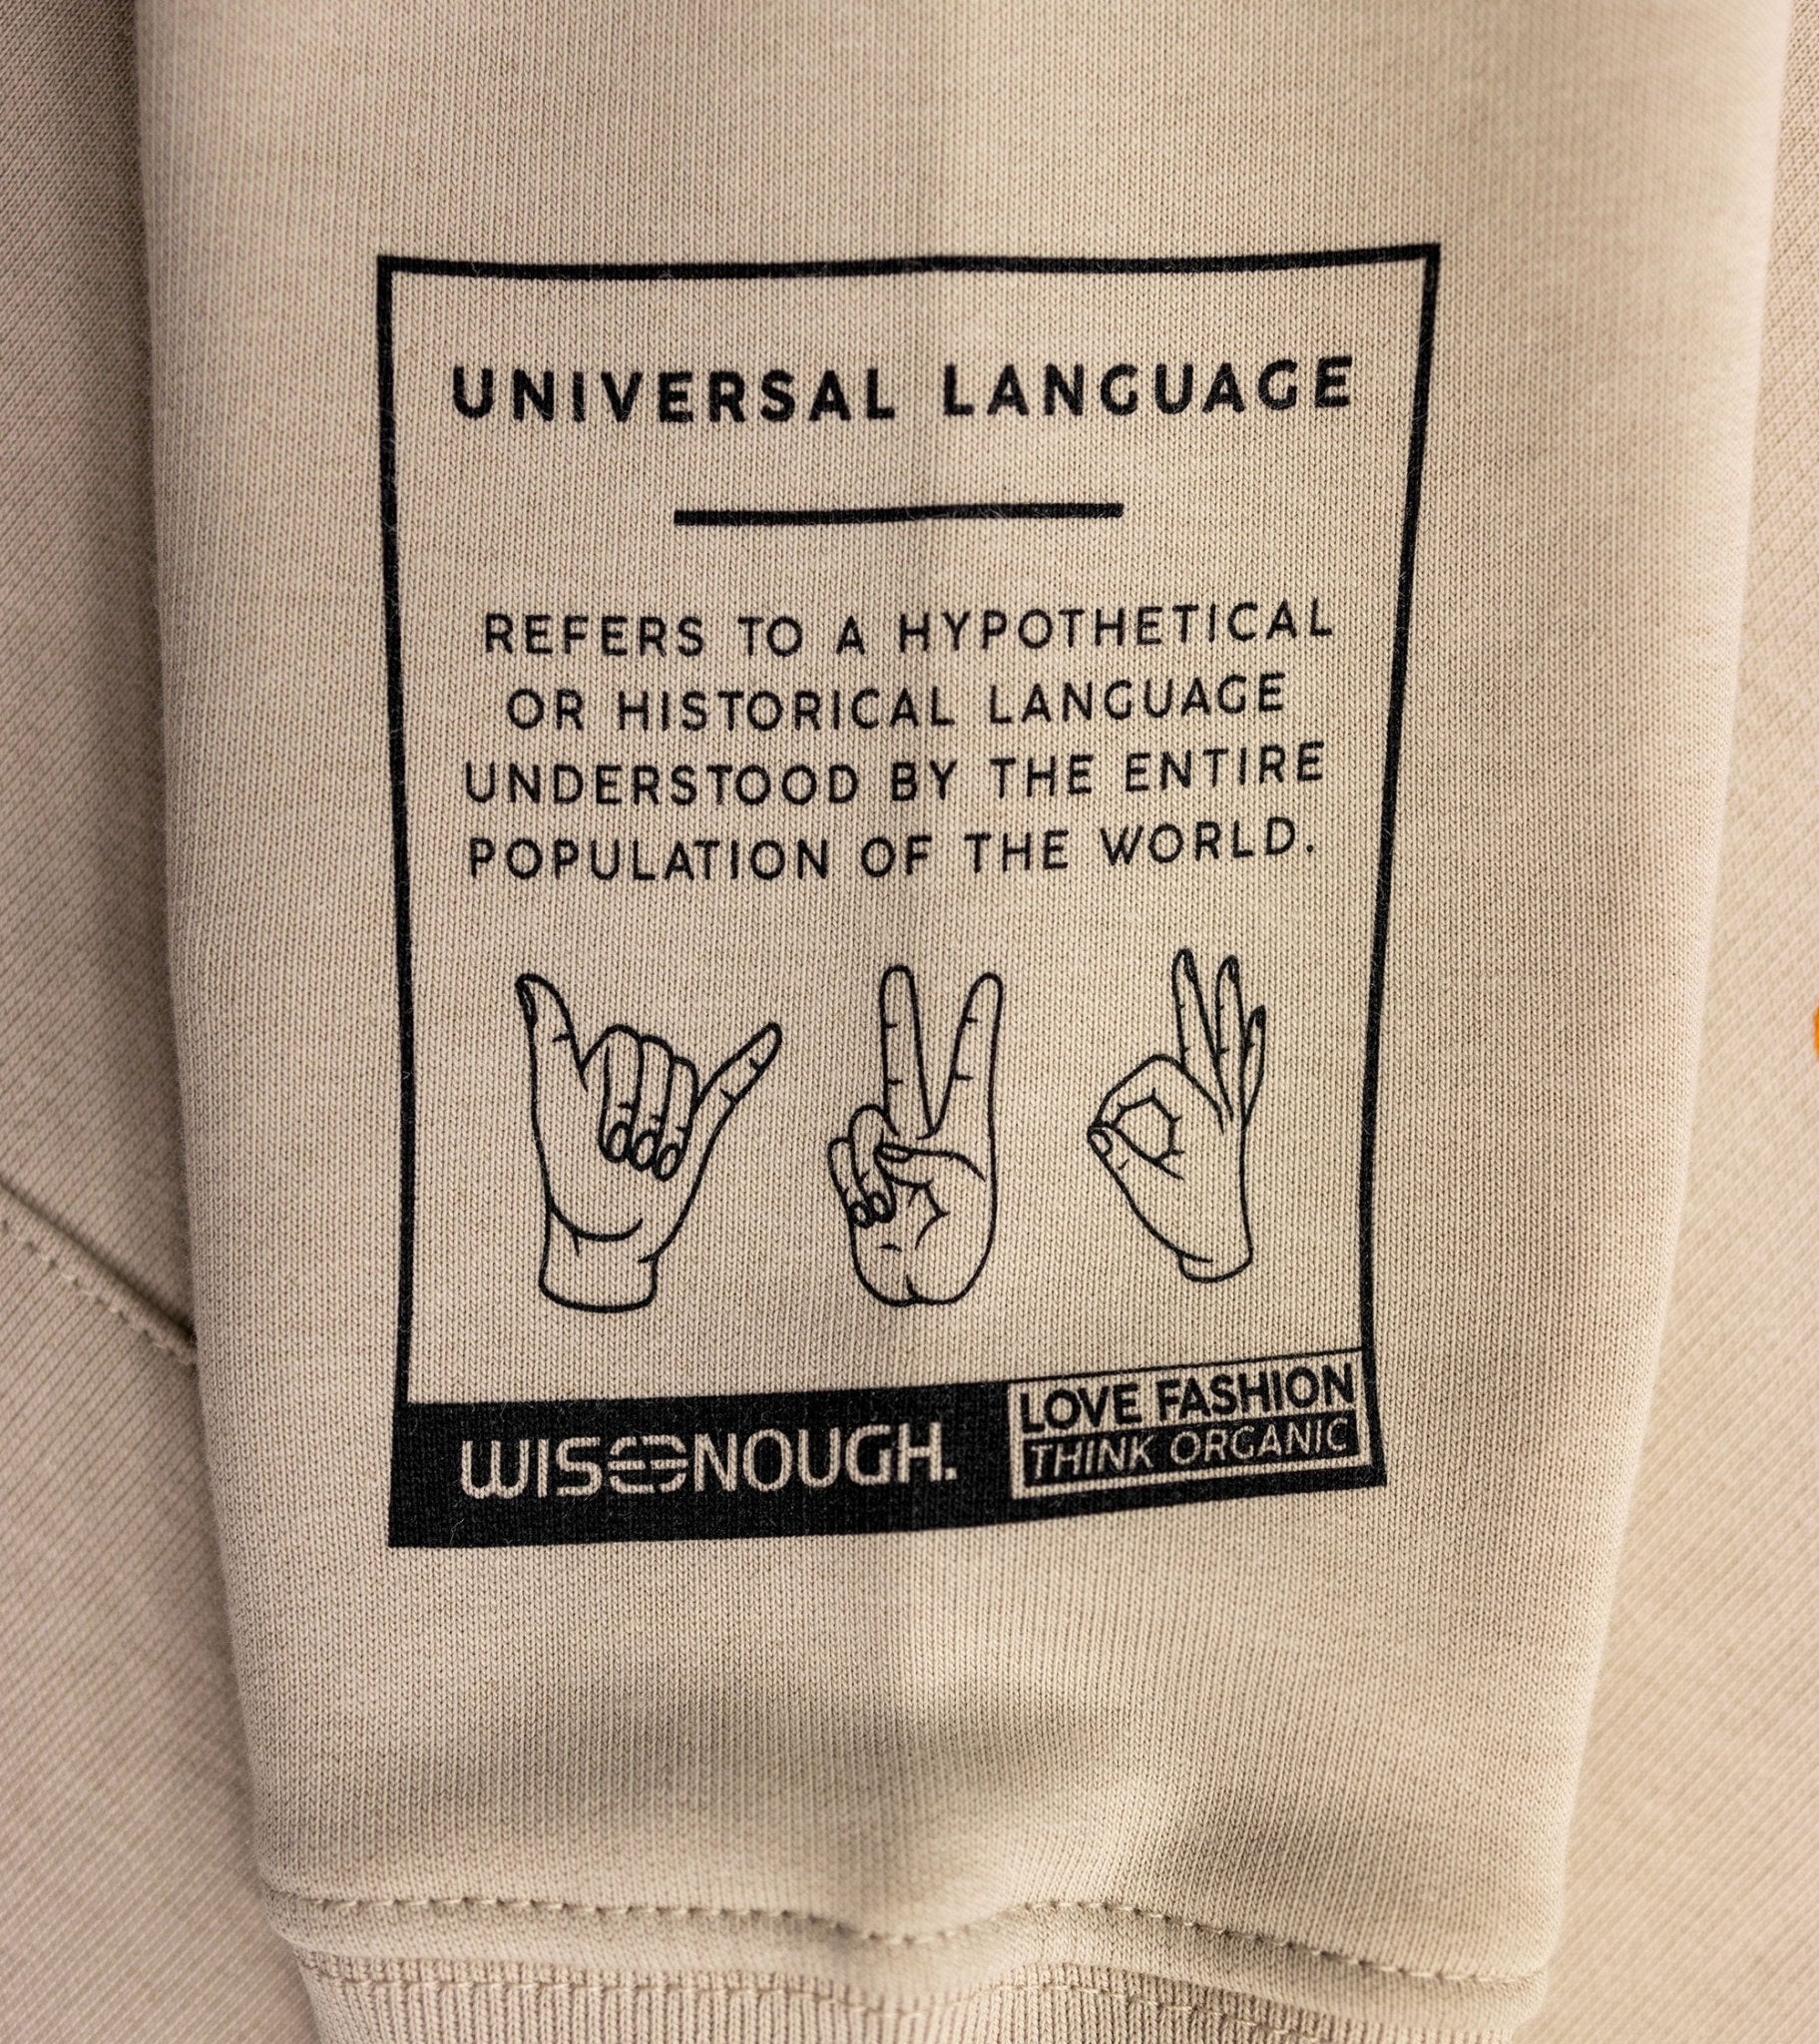 UNIVERSAL LANGUAGE
REFERS TO A HYPOTHETICAL
OR HISTORICAL LANGUAGE
UNDERSTOOD BY THE ENTIRE
POPULATION OF THE WORLD.
WISEENOUGH.
LOVE FASHION
THINK ORGANIC